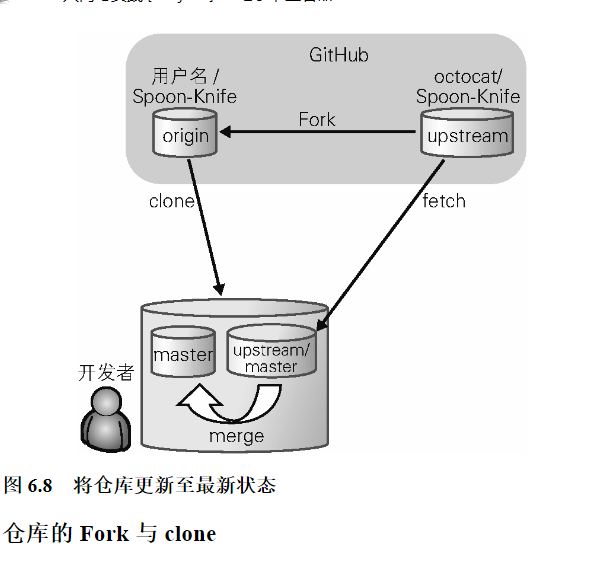 GitHub
用户名 /
Spoon-Knife
octocat/
Spoon-Knife
origin
Fork
upstream
clone
fetch
master
upstream/
master
开发者
merge
图 6.8 将仓库更新至最新状态
仓库的 Fork 与 clone